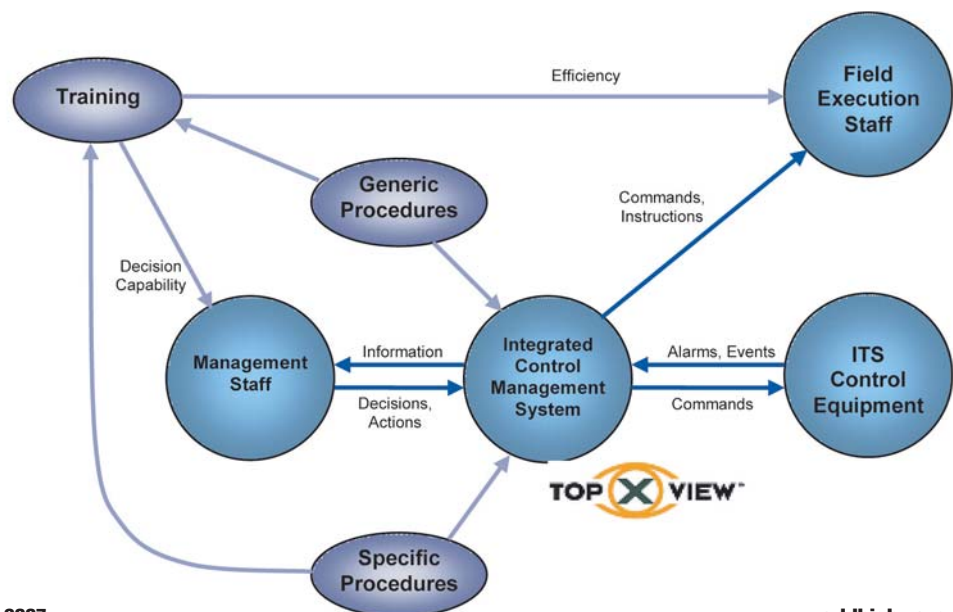 Efficiency
Training
Field
Execution
Staff
Generic
Procedures
Commands,
Instructions
Decision
Capability
Management
Staff
Information
Decisions,
Actions
Integrated
Control
Management
System
Alarms, Events
Commands
ITS
Control
Equipment
TOP X VIEW™
Specific
Procedures